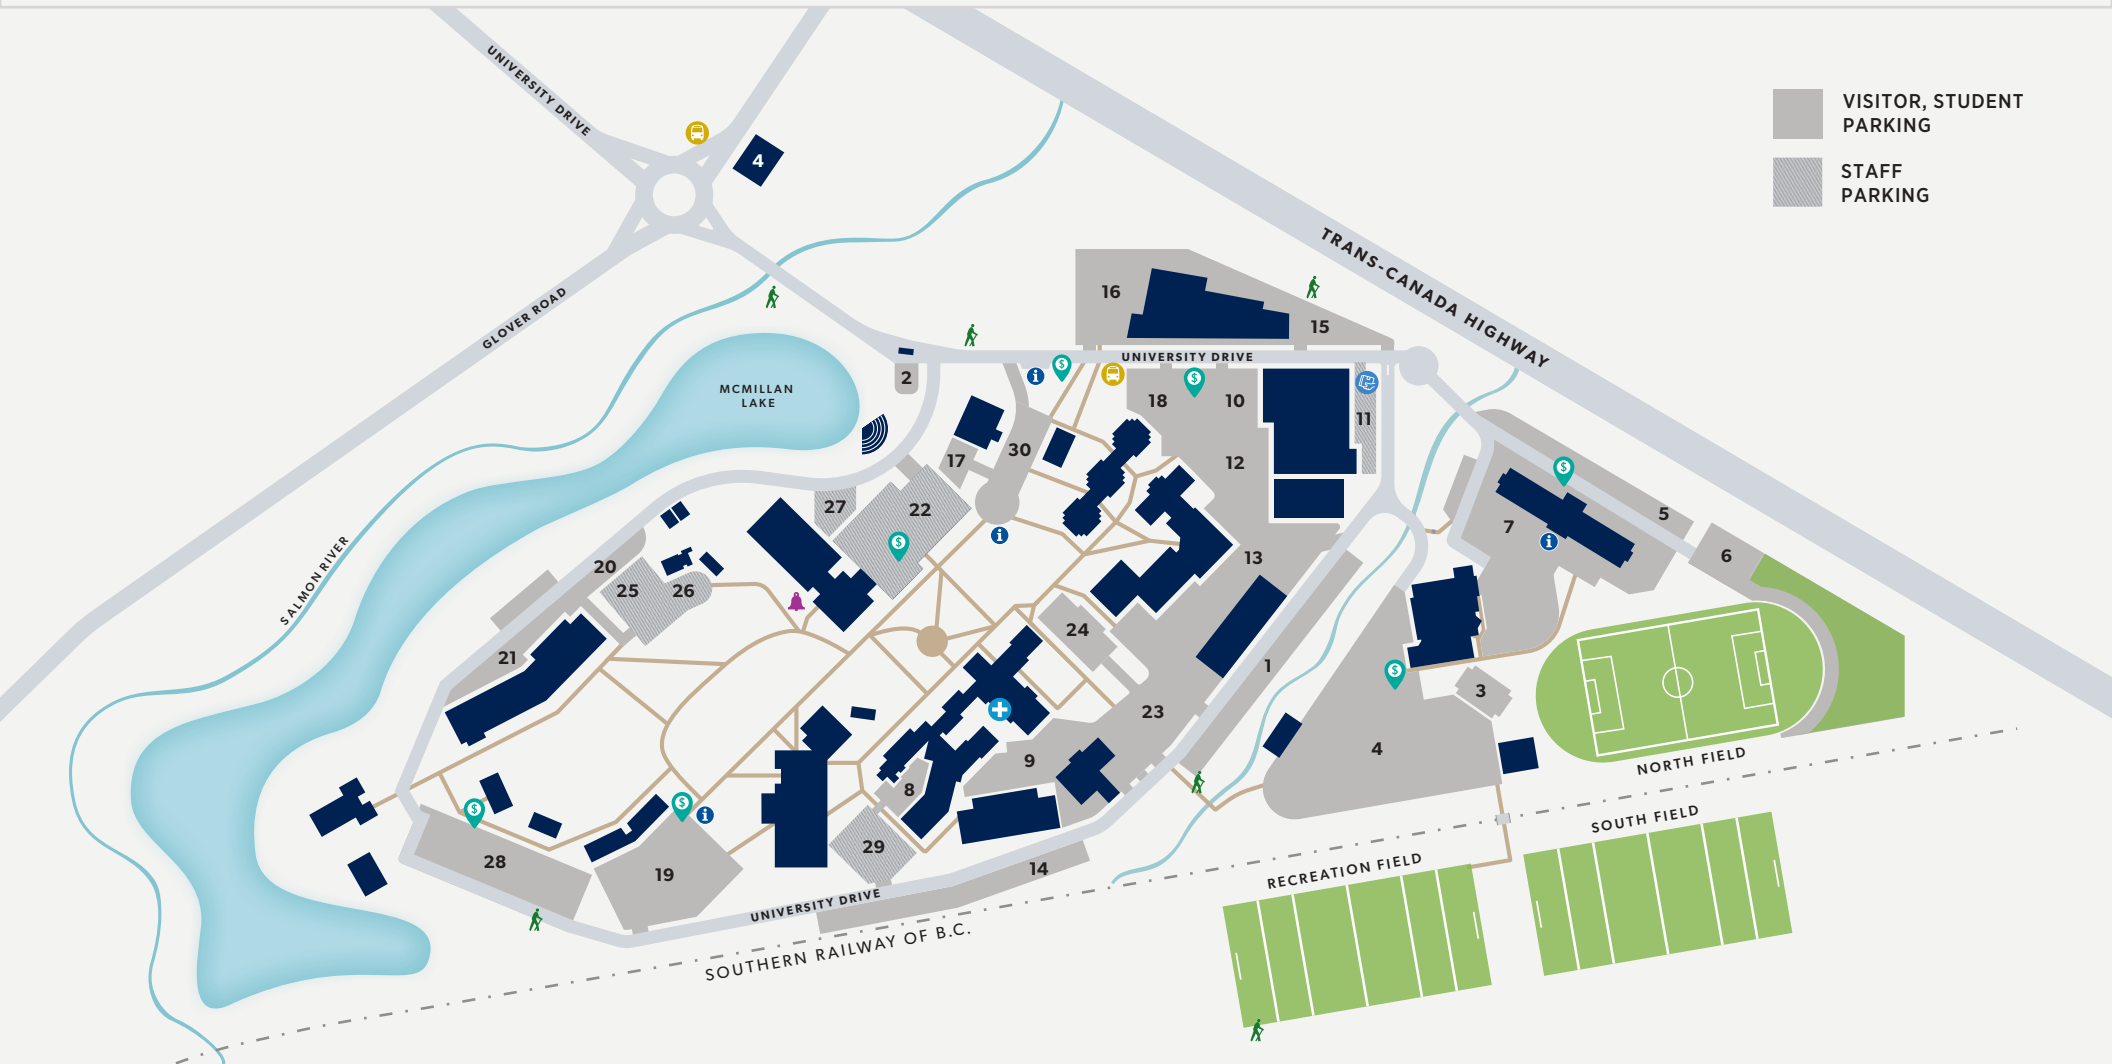 UNIVERSITY DRIVE
4
VISITOR, STUDENT
PARKING
STAFF
PARKING
TRANS-CANADA HIGHWAY
GLOVER ROAD
16
15
UNIVERSITY DRIVE
$
i
2
MCMILLAN
LAKE
$
18
10
11
30
17
12
$
27
22
5
7
i
6
$
i
13
SALMON RIVER
20
25
26
24
21
1
$
3
23
4
NORTH FIELD
9
8
$
$
i
SOUTH FIELD
29
28
19
14
RECREATION FIELD
UNIVERSITY DRIVE
SOUTHERN RAILWAY OF B.C.